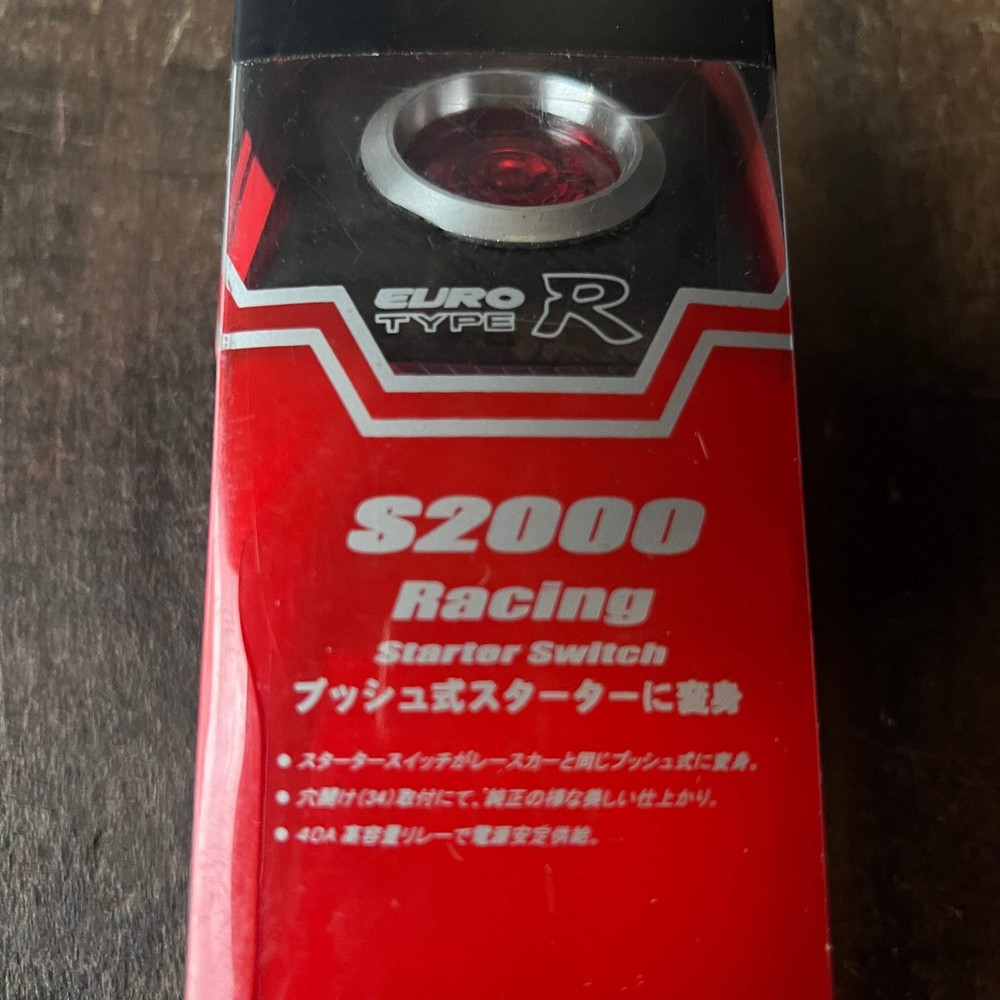 EURO
TYPE R
S2000
Racing
Starter Switch
プッシュ式スターターに変身
● スタータースイッチがレースカーと同じプッシュ式に変身。
● 穴開け(34)取付にて、純正の様な美しい仕上がり。
● 40A 高容量リレーで電源安定供給。